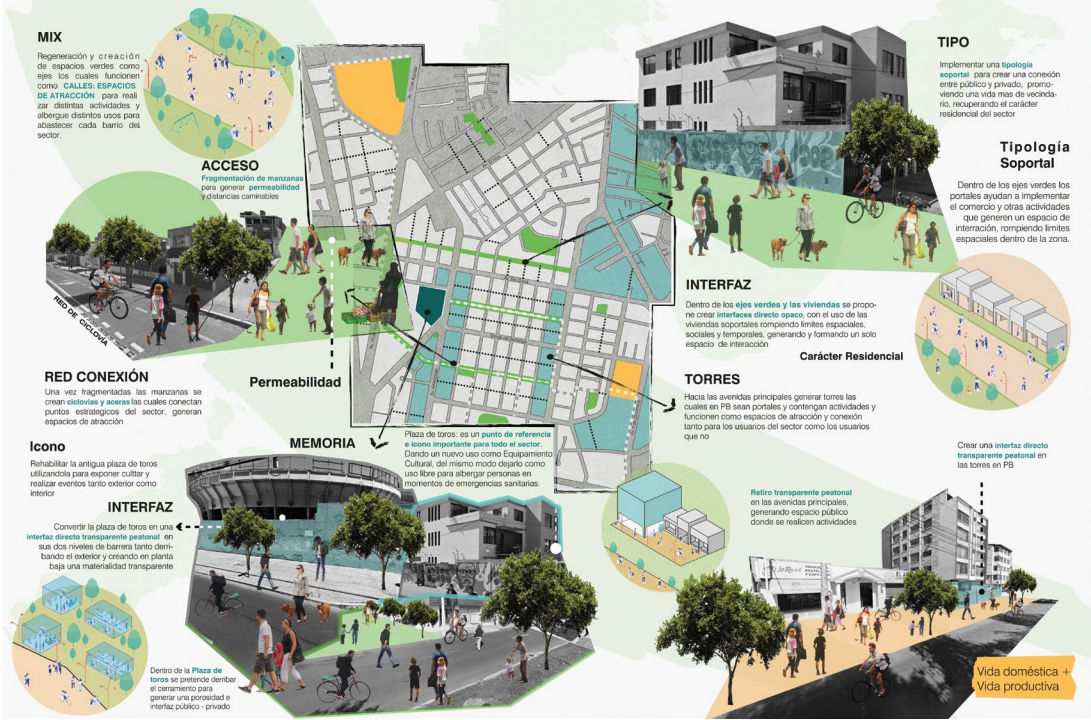 MIX
Regeneración y creación
de espacios verdes como
ejes los cuales funcionen
como CALLES: ESPACIOS
DE ATRACCIÓN para reali
zar distintas actividades y
albergue distintos usos para
abastecer cada barrio del
sector.
ACCESO
Fragmentación de manzanas
para generar permeabilidad
y distancias caminables
RED DE CICLOVÍA
Permeabilidad
RED CONEXIÓN
Una vez fragmentadas las manzanas se
crean ciclovías y aceras las cuales conectan
puntos estrategicos del sector, generan
espacios de atracción
Icono
Rehabilitar la antigua plaza de toros
utilizandola para exponer culttar y
realizar eventos tanto exterior como
interior
INTERFAZ
Convertir la plaza de toros en una
interfaz directo transparente peatonal en
sus dos niveles de barrera tanto derri-
bando el exterior y creando en planta
baja una materialidad transparente
MEMORIA
Plaza de toros: es un punto de referencia
e icono importante para todo el sector.
Dando un nuevo uso como Equipamiento
Cultural, del mismo modo dejarlo como
uso libre para albergar personas en
momentos de emergencias sanitarias.
Dentro de la Plaza de
toros se pretende derribar
el cerramiento para
generar una porosidad e
interfaz público - privado
TIPO
Implementar una tipología
soportal para crear una conexión
entre público y privado, promo-
viendo una vida mas de vecinda-
rio, recuperando el carácter
residencial del sector
Tipología
Soportal
Dentro de los ejes verdes los
portales ayudan a implementar
el comercio y otras actividades
que generen un espacio de
interración, rompiendo limites
espaciales dentro de la zona.
INTERFAZ
Dentro de los ejes verdes y las viviendas se propo-
ne crear interfaces directo opaco, con el uso de las
viviendas soportales rompiendo limites espaciales,
sociales y temporales, generando y formando un solo
espacio de interacción
Carácter Residencial
TORRES
Hacia las avenidas principales generar torres las
cuales en PB sean portales y contengan actividades y
funcionen como espacios de atracción y conexión
tanto para los usuarios del sector como los usuarios
que no
Crear una interfaz directo
transparente peatonal en
las torres en PB
Retiro transparente peatonal
en las avenidas principales,
generando espacio público
donde se realicen actividades
Vida doméstica +
Vida productiva